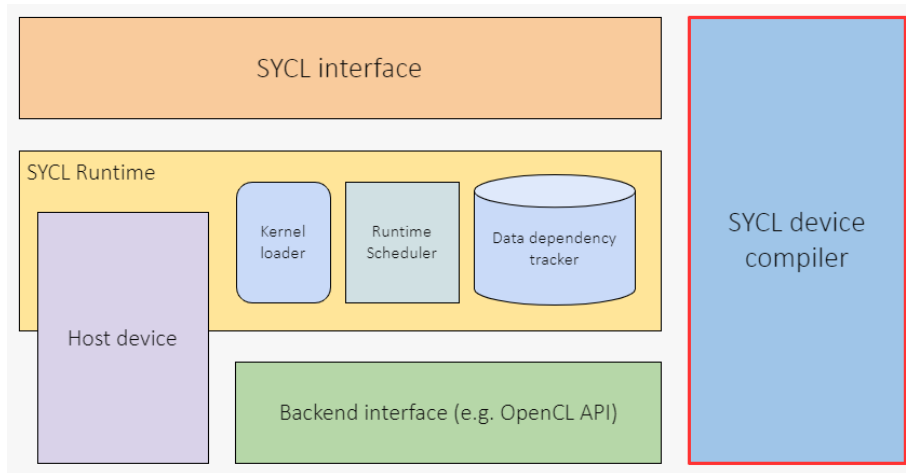 SYCL interface
SYCL Runtime
Kernel
loader
Runtime
Scheduler
Data dependency
tracker
Host device
Backend interface (e.g. OpenCL API)
SYCL device
compiler